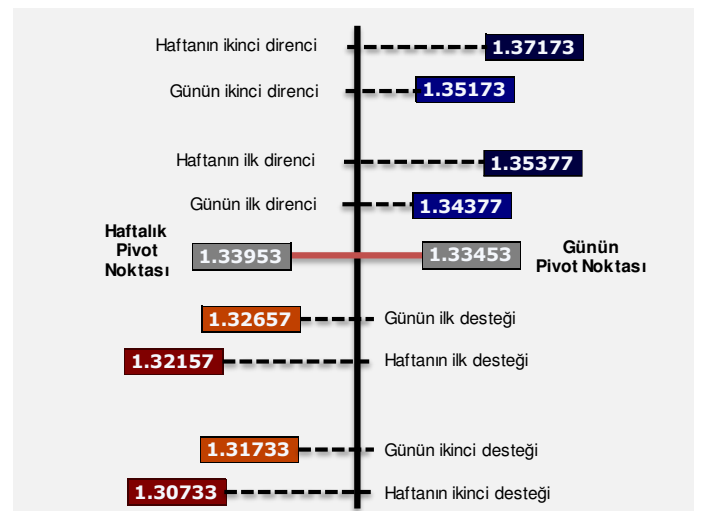 Haftanın ikinci direnci 1.37173
Günün ikinci direnci 1.35173
Haftanın ilk direnci 1.35377
Günün ilk direnci 1.34377
Haftalık
Pivot
Noktası
1.33953
1.33453
Günün
Pivot Noktası
1.32657 Günün ilk desteği
1.32157 Haftanın ilk desteği
1.31733 Günün ikinci desteği
1.30733 Haftanın ikinci desteği